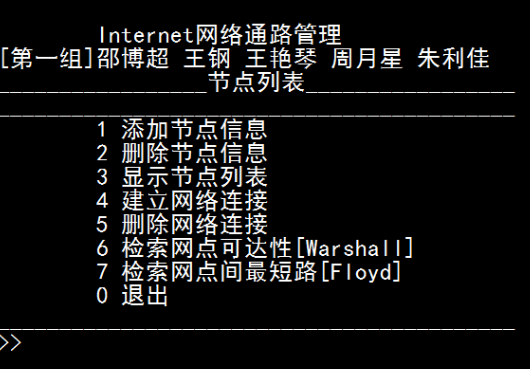 Internet网络通路管理
[第一组]邵博超 王钢 王艳琴 周月星 朱利佳
_________________节点列表_________________
__________________________________________
1 添加节点信息
2 删除节点信息
3 显示节点列表
4 建立网络连接
5 删除网络连接
6 检索网点可达性[Warshall]
7 检索网点间最短路[Floyd]
0 退出
__________________________________________
>>